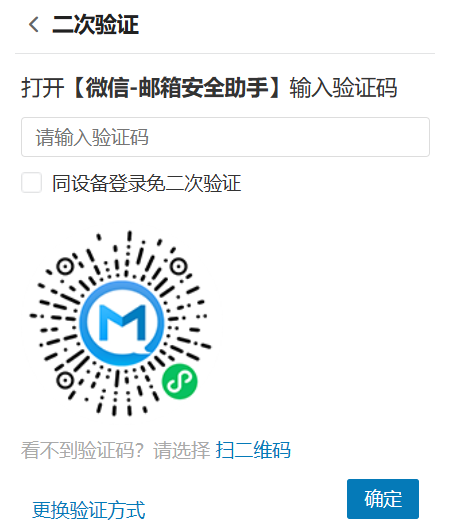 二次验证
打开【微信-邮箱安全助手】输入验证码
请输入验证码
同设备登录免二次验证
看不到验证码？请选择 扫二维码
更换验证方式
确定